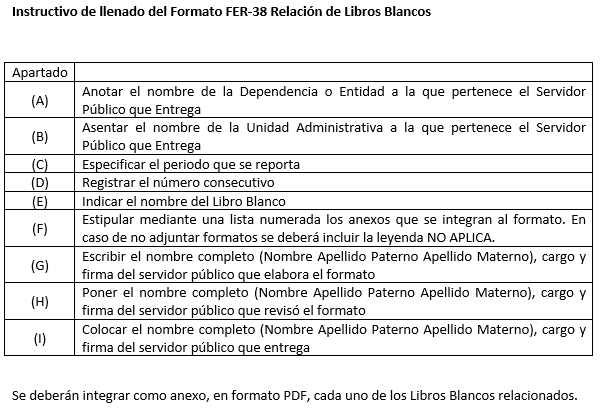 Instructivo de llenado del Formato FER-38 Relación de Libros Blancos
Apartado
(A) Anotar el nombre de la Dependencia o Entidad a la que pertenece el Servidor
Público que Entrega
(B) Asentar el nombre de la Unidad Administrativa a la que pertenece el Servidor
Público que Entrega
(C) Especificar el periodo que se reporta
(D) Registrar el número consecutivo
(E) Indicar el nombre del Libro Blanco
(F) Estipular mediante una lista numerada los anexos que se integran al formato. En
caso de no adjuntar formatos se deberá incluir la leyenda NO APLICA.
(G) Escribir el nombre completo (Nombre Apellido Paterno Apellido Materno), cargo y
firma del servidor público que elabora el formato
(H) Poner el nombre completo (Nombre Apellido Paterno Apellido Materno), cargo y
firma del servidor público que revisó el formato
(I) Colocar el nombre completo (Nombre Apellido Paterno Apellido Materno), cargo y
firma del servidor público que entrega
Se deberán integrar como anexo, en formato PDF, cada uno de los Libros Blancos relacionados.